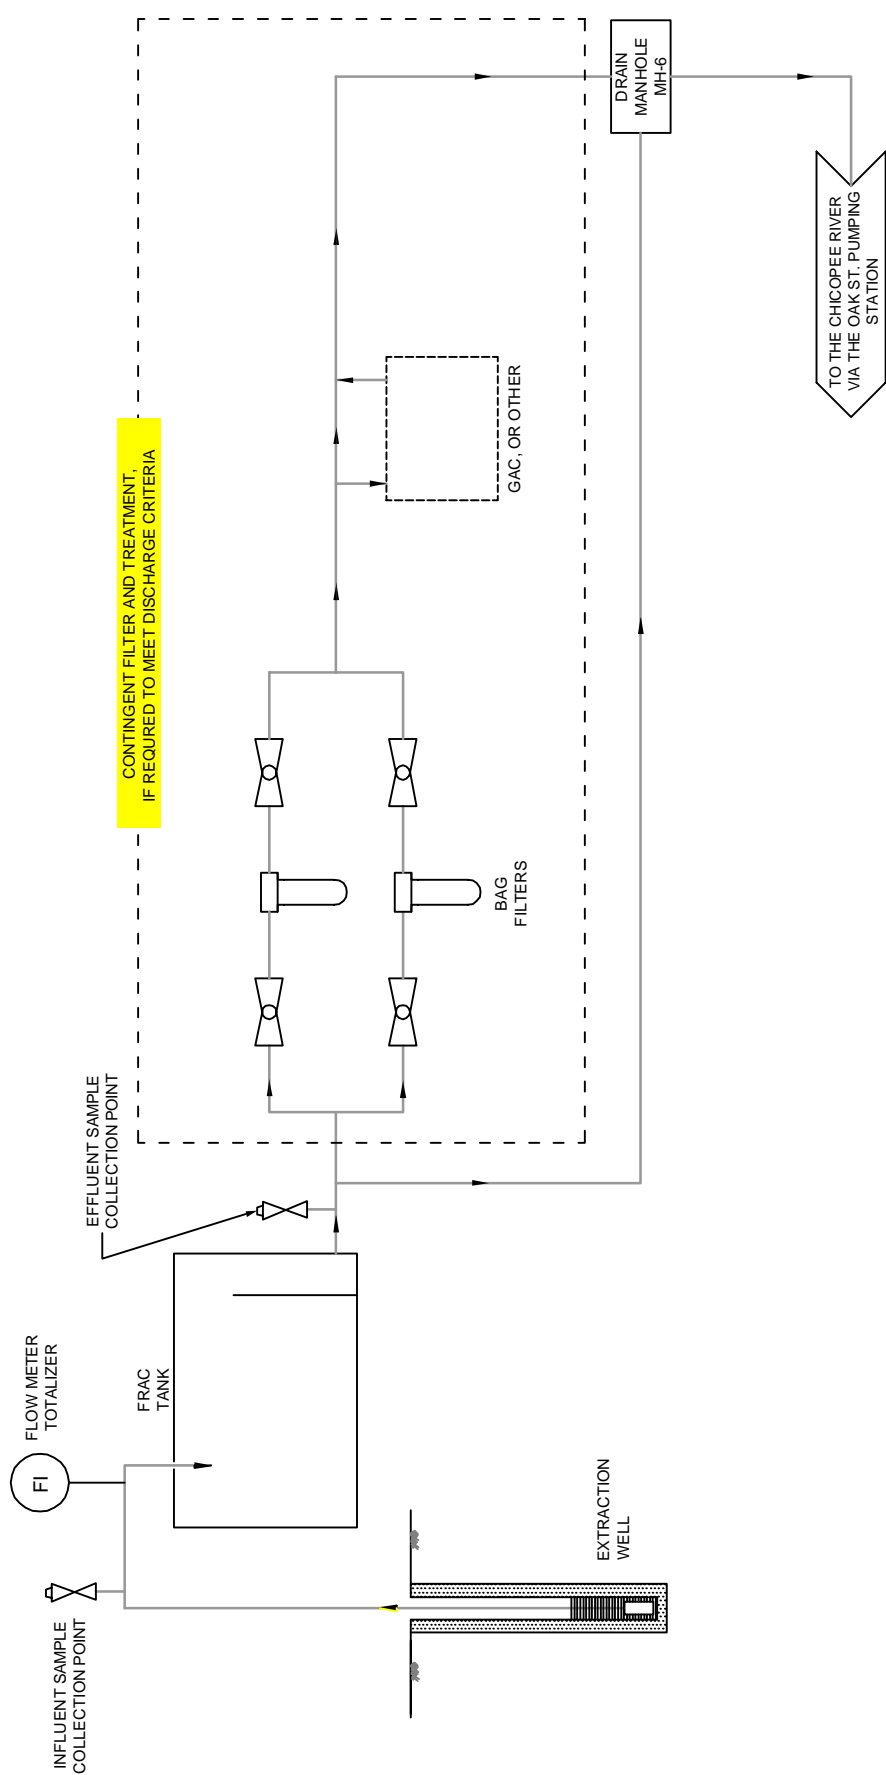 INFLUENT SAMPLE
COLLECTION POINT
FI
FLOW METER
TOTALIZER
FRAC
TANK
EXTRACTION
WELL
EFFLUENT SAMPLE
COLLECTION POINT
CONTINGENT FILTER AND TREATMENT,
IF REQURED TO MEET DISCHARGE CRITERIA
BAG
FILTERS
GAC, OR OTHER
DRAIN
MANHOLE
MH-6
TO THE CHICOPEE RIVER
VIA THE OAK ST. PUMPING
STATION